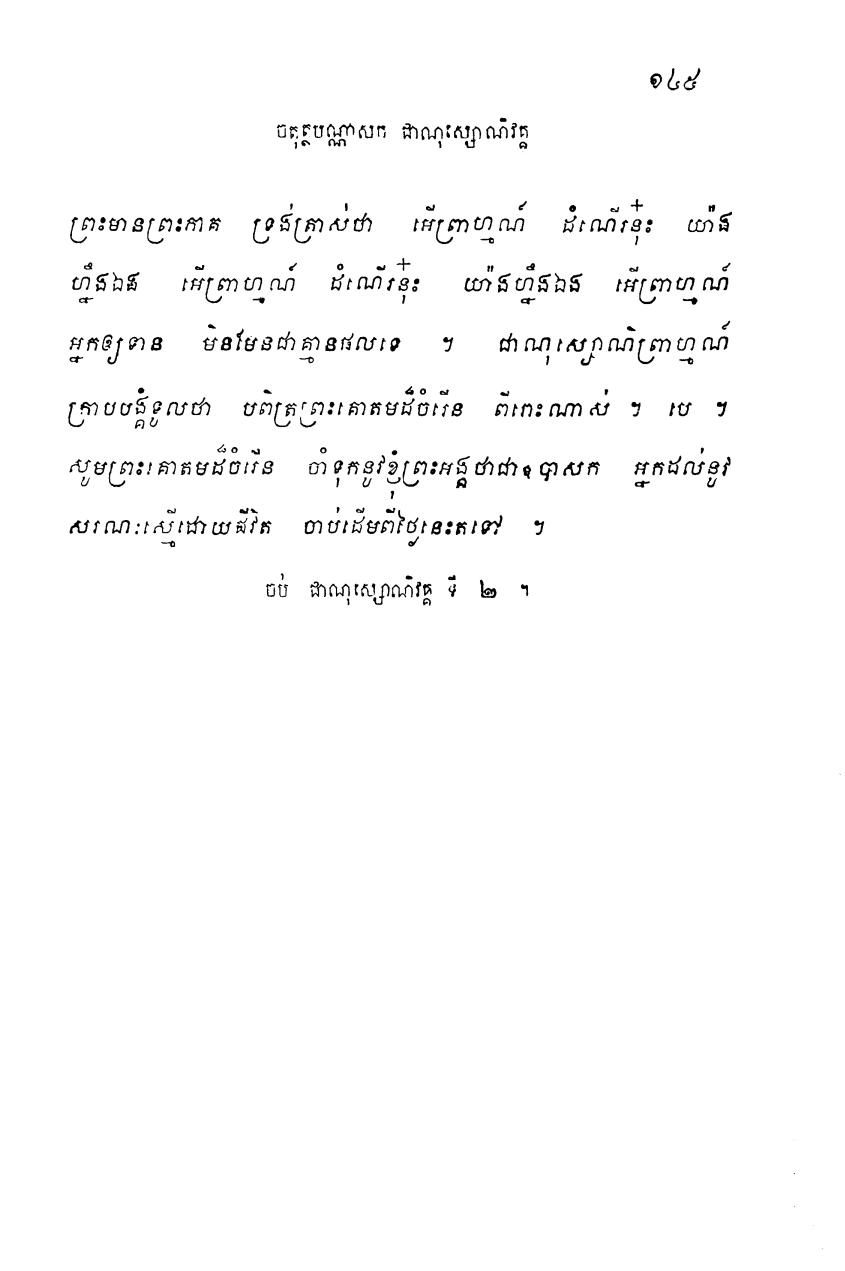 ១៤៥
ចតុត្ថបណ្ណាសក ជាណុស្សោណិវគ្គ
ព្រះមានព្រះភាគ ទ្រង់ត្រាស់ថា អើព្រាហ្មណ៍ ដំណើរនុ៎ះ យ៉ាង
ហ្នឹងឯង អើព្រាហ្មណ៍ ដំណើរនុ៎ះ យ៉ាងហ្នឹងឯង អើព្រាហ្មណ៍
អ្នកឲ្យទាន មិនមែនជាគ្មានផលទេ ។ ជាណុស្សោណិព្រាហ្មណ៍
ក្រាបបង្គំទូលថា បពិត្រព្រះគោតមដ៏ចំរើន ពីរោះណាស់ ។ បេ ។
សូមព្រះគោតមដ៏ចំរើន ចាំទុកនូវខ្ញុំព្រះអង្គថាជាឧបាសក អ្នកដល់នូវ
សរណៈស្មើដោយជីវិត ចាប់ដើមពីថ្ងៃនេះតទៅ ។
ចប់ ជាណុស្សោណិវគ្គ ទី ២ ។